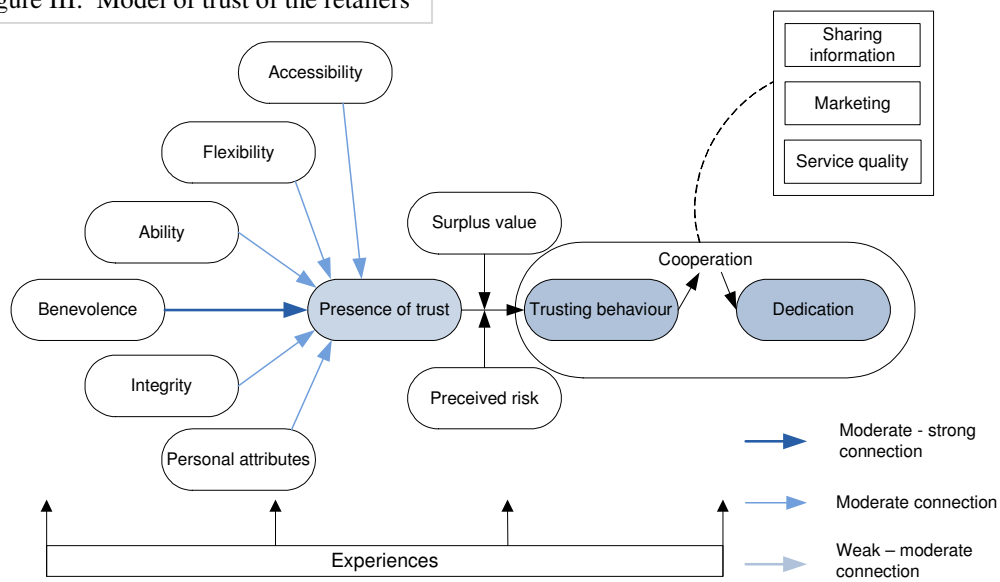 Model of trust of the retailers
Sharing
information
Accessibility
Marketing
Flexibility
Service quality
Surplus value
Ability
Cooperation
Benevolence
Presence of trust
Trusting behaviour
Dedication
Integrity
Preceived risk
Personal attributes
Moderate - strong
connection
Moderate connection
Experiences
Weak – moderate
connection